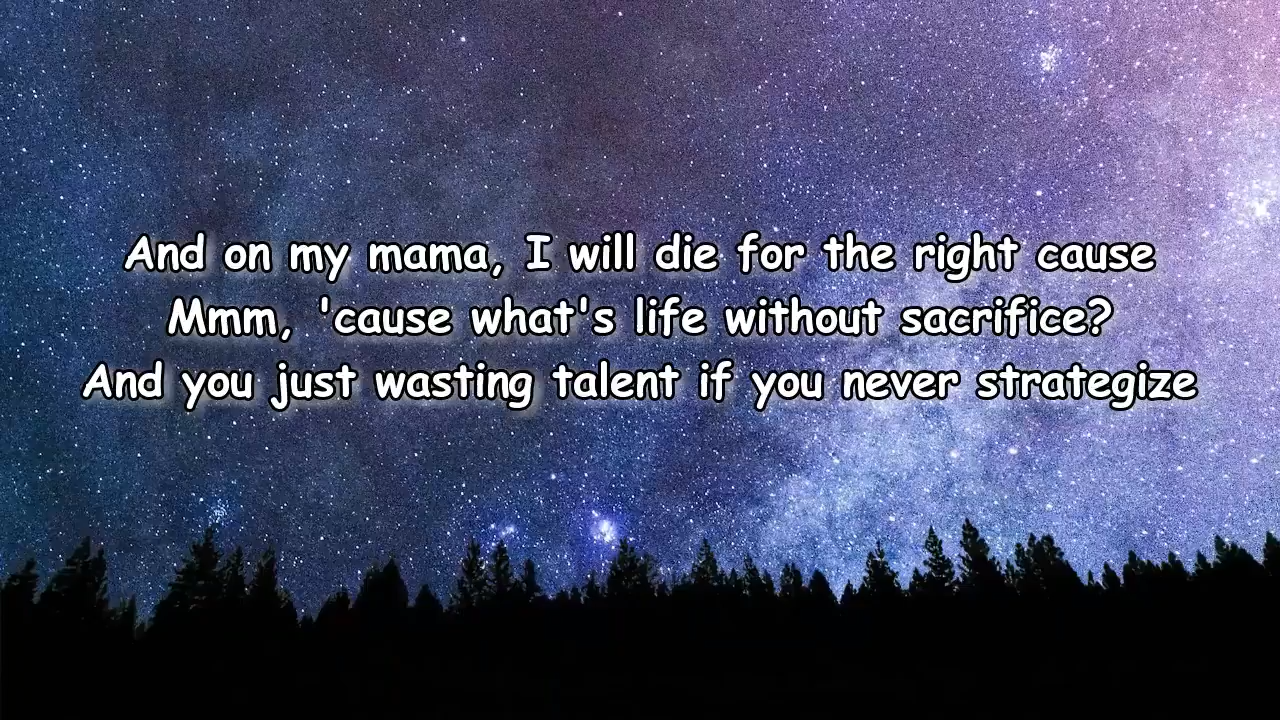 And on my mama, I will die for the right cause
Mmm, 'cause what's life without sacrifice?
And you just wasting talent if you never strategize